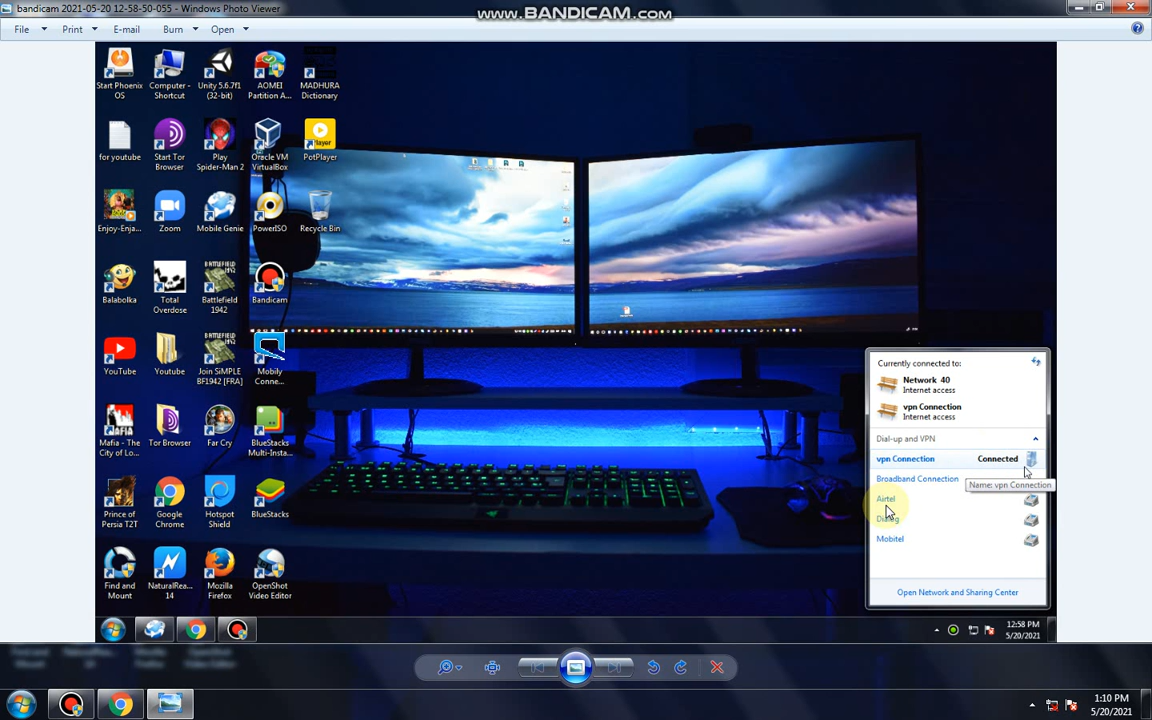 bandicam 2021-05-20 12-58-50-055 - Windows Photo Viewer
www.BANDICAM.com
File Print E-mail Burn Open
Start Phoenix OS
Computer - Shortcut
Unity 5.6.7f1 (32-bit)
AOMEI Partition A...
MADHURA Dictionary
for youtube
Start Tor Browser
Play Spider-Man 2
Oracle VM VirtualBox
Player
PotPlayer
Enjoy-Enja...
Zoom
Mobile Genie
PowerISO
Recycle Bin
Balabolka
Total Overdose
Battlefield 1942
Bandicam
YouTube
Youtube
Join SiMPLE BF1942 [FRA]
Mobily Conne...
Mafia - The City of Lo...
Tor Browser
Far Cry
BlueStacks Multi-Insta...
Prince of Persia T2T
Google Chrome
Hotspot Shield
BlueStacks
Find and Mount
NaturalRea... 14
Mozilla Firefox
OpenShot Video Editor
Currently connected to:
Network 40
Internet access
vpn Connection
Internet access
Dial-up and VPN
vpn Connection Connected
Broadband Connection
Name: vpn Connection
Airtel
Dialog
Mobitel
Open Network and Sharing Center
12:58 PM
5/20/2021
1:10 PM
5/20/2021